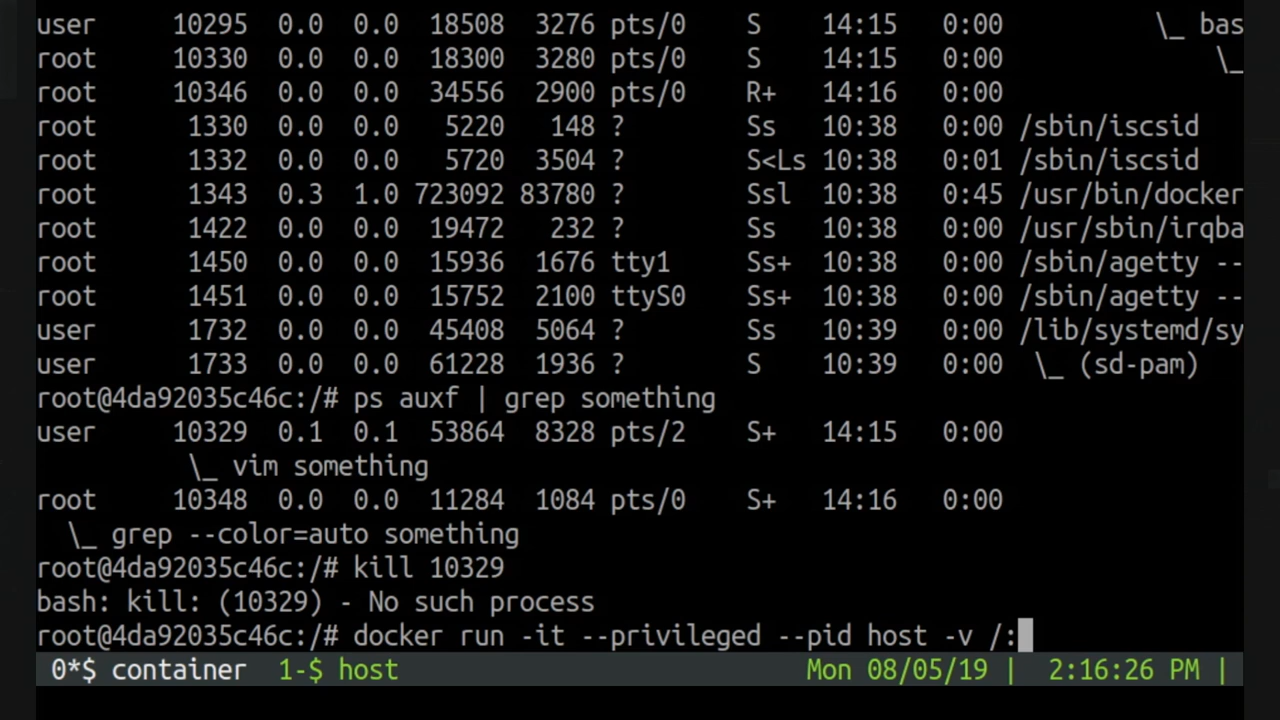 user 10295 0.0 0.0 18508 3276 pts/0 S 14:15 0:00 \_ bas
root 10330 0.0 0.0 18300 3280 pts/0 S 14:15 0:00 \_
root 10346 0.0 0.0 34556 2900 pts/0 R+ 14:16 0:00
root 1330 0.0 0.0 5220 148 ? Ss 10:38 0:00 /sbin/iscsid
root 1332 0.0 0.0 5720 3504 ? S<Ls 10:38 0:01 /sbin/iscsid
root 1343 0.3 1.0 723092 83780 ? Ssl 10:38 0:45 /usr/bin/docker
root 1422 0.0 0.0 19472 232 ? Ss 10:38 0:00 /usr/sbin/irqba
root 1450 0.0 0.0 15936 1676 tty1 Ss+ 10:38 0:00 /sbin/agetty --
root 1451 0.0 0.0 15752 2100 ttyS0 Ss+ 10:38 0:00 /sbin/agetty --
user 1732 0.0 0.0 45408 5064 ? Ss 10:39 0:00 /lib/systemd/sy
user 1733 0.0 0.0 61228 1936 ? S 10:39 0:00 \_ (sd-pam)
root@4da92035c46c:/# ps auxf | grep something
user 10329 0.1 0.1 53864 8328 pts/2 S+ 14:15 0:00
\_ vim something
root 10348 0.0 0.0 11284 1084 pts/0 S+ 14:16 0:00
\_ grep --color=auto something
root@4da92035c46c:/# kill 10329
bash: kill: (10329) - No such process
root@4da92035c46c:/# docker run -it --privileged --pid host -v /:
0*$ container 1-$ host Mon 08/05/19 | 2:16:26 PM |